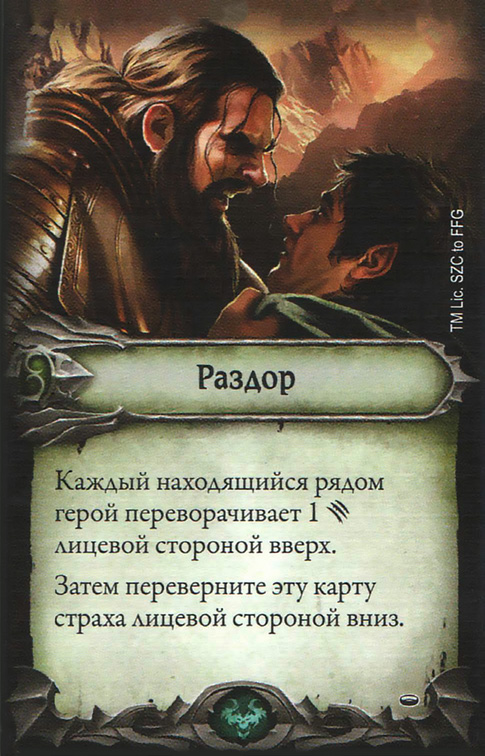 TM Lic. SZC to FFG
Раздор
Каждый находящийся рядом
герой переворачивает 1
лицевой стороной вверх.
Затем переверните эту карту
страха лицевой стороной вниз.